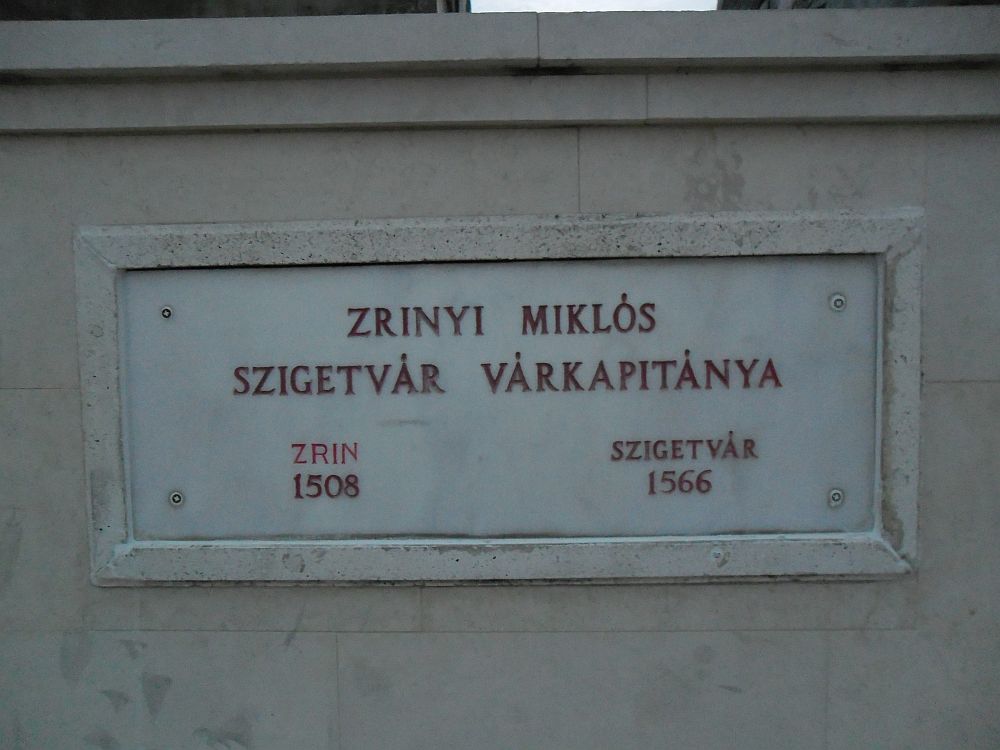 ZRINYI MIKLÓS
SZIGETVÁR VÁRKAPITÁNYA
ZRIN SZIGETVÁR
1508 1566